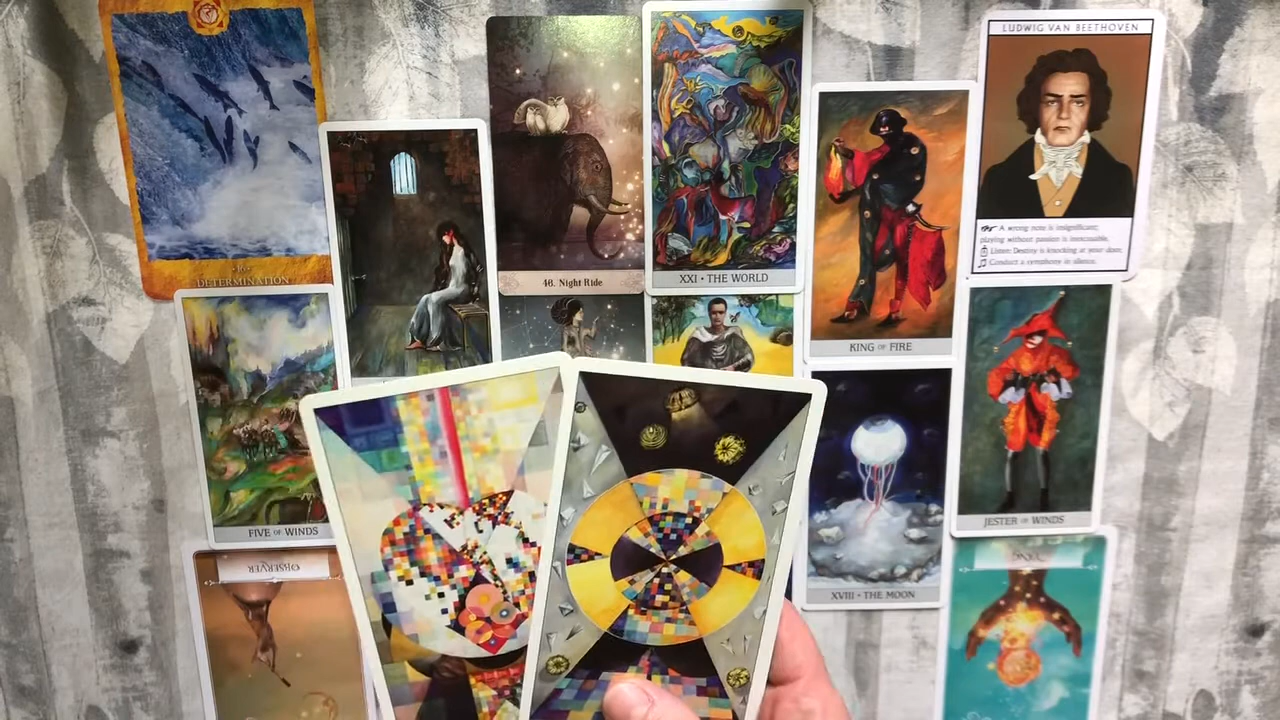 LUDWIG VAN BEETHOVEN
A wrong note is insignificant;
playing without passion is inexcusable.
Listen: Destiny is knocking at your door.
Conduct a symphony in silence.
DETERMINATION
46. Night Ride
XXI • THE WORLD
KING OF FIRE
FIVE OF WINDS
JESTER OF WINDS
OBSERVER
XVIII • THE MOON